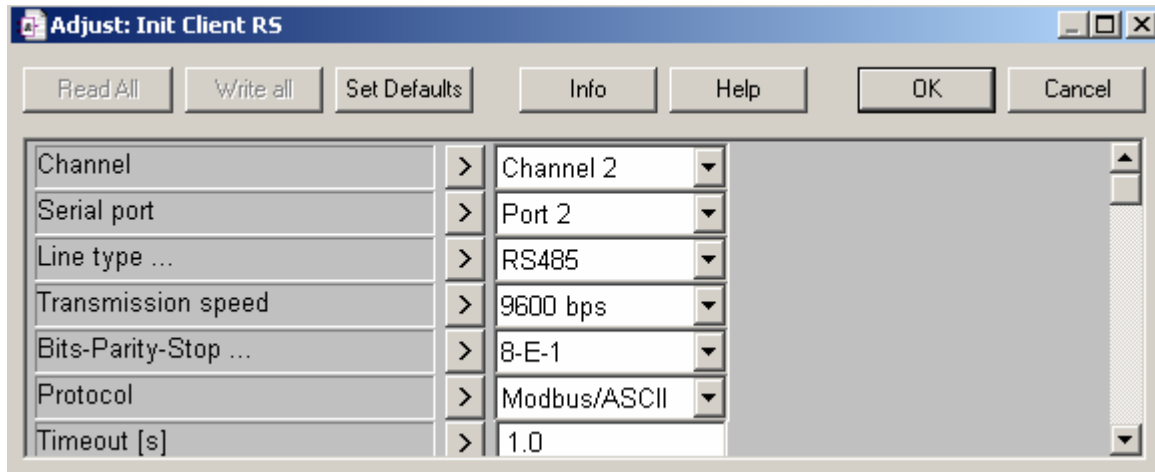 Adjust: Init Client RS
Read All Write all Set Defaults Info Help OK Cancel
Channel > Channel 2
Serial port > Port 2
Line type ... > RS485
Transmission speed > 9600 bps
Bits-Parity-Stop ... > 8-E-1
Protocol > Modbus/ASCII
Timeout [s] > 1.0